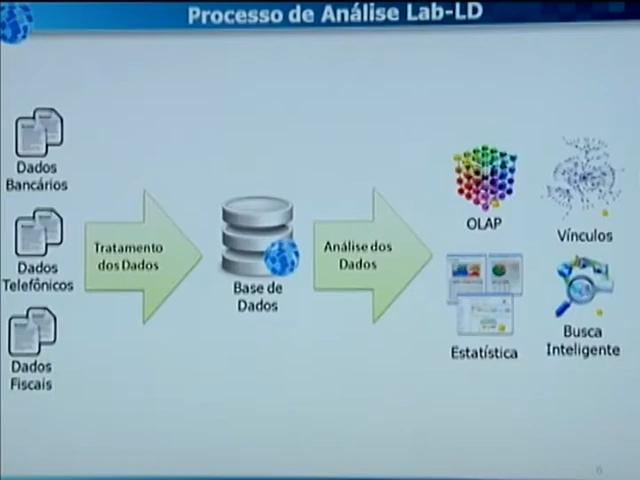 Processo de Análise Lab-LD
Dados
Bancários
Dados
Telefônicos
Dados
Fiscais
Tratamento
dos Dados
Base de
Dados
Análise dos
Dados
OLAP
Vínculos
Estatística
Busca
Inteligente
6